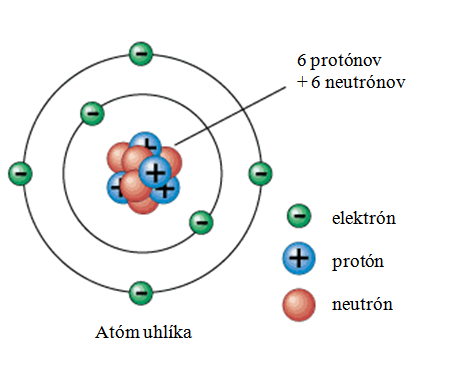 6 protónov
+ 6 neutrónov
elektrón
protón
neutrón
Atóm uhlíka